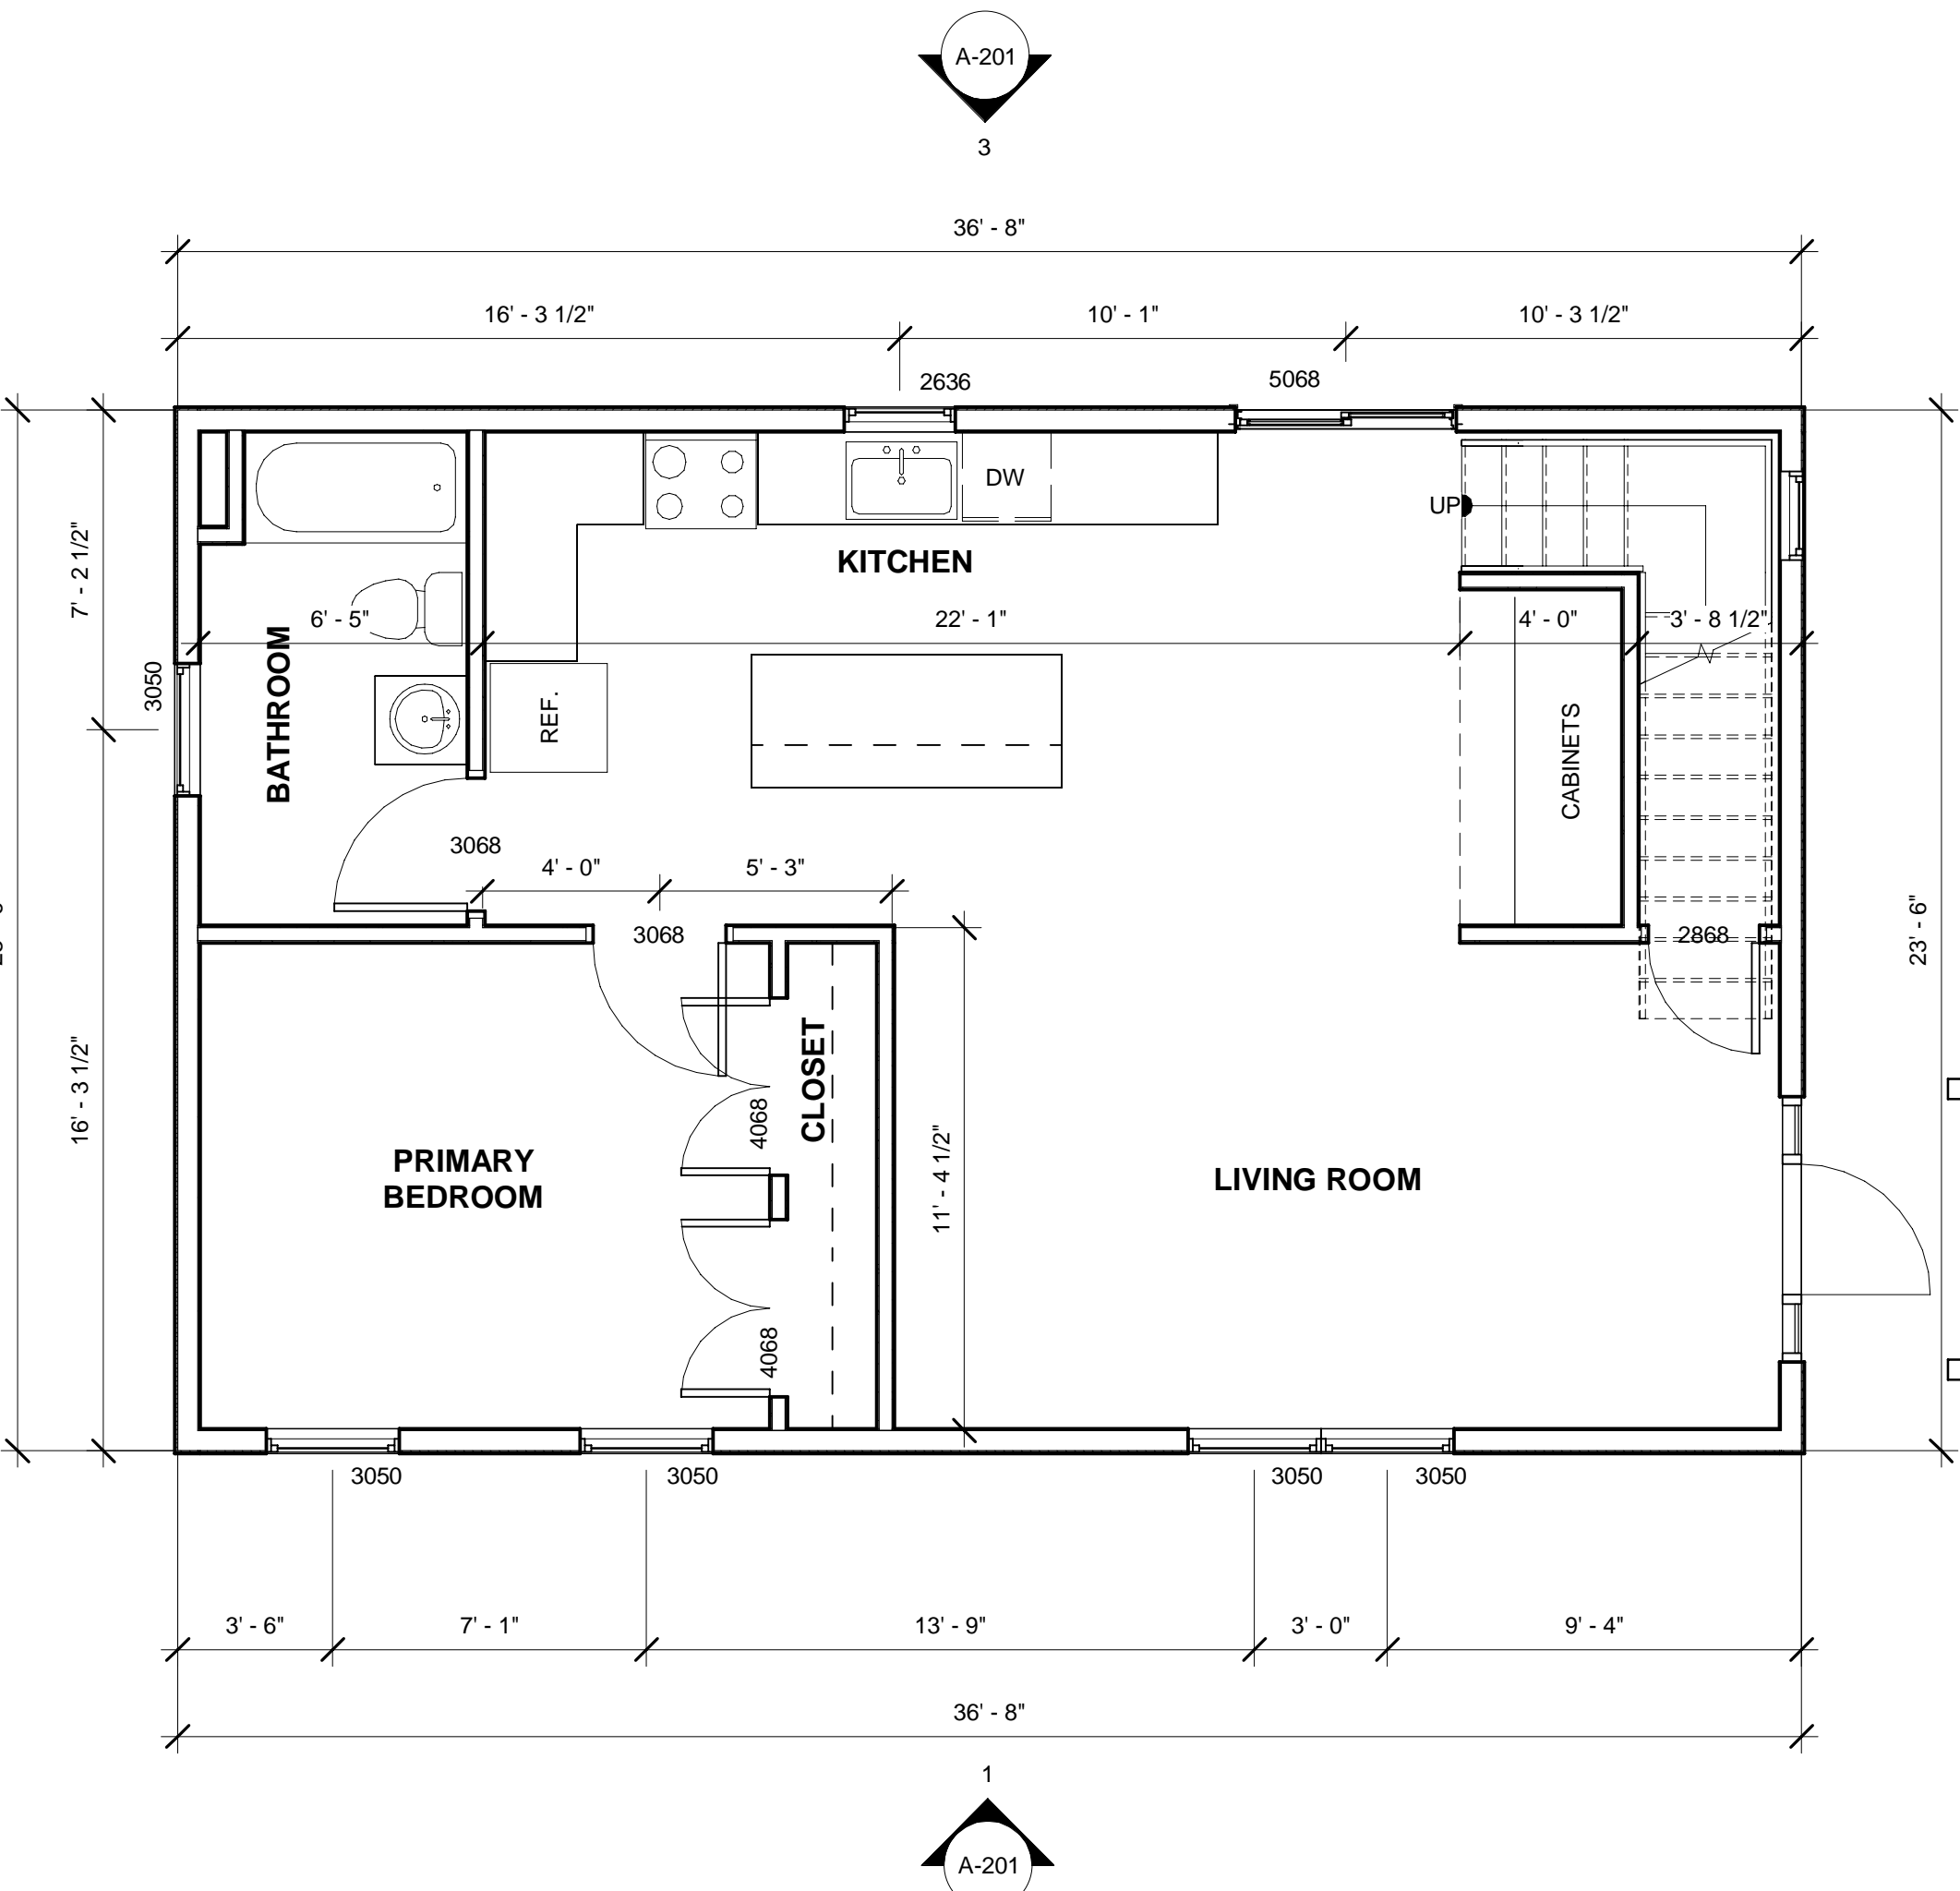 A-201
3
36' - 8"
16' - 3 1/2"
10' - 1"
10' - 3 1/2"
2636
5068
DW
UP
KITCHEN
7' - 2 1/2"
6' - 5"
22' - 1"
4' - 0"
3' - 8 1/2"
3050
BATHROOM
REF.
CABINETS
3068
4' - 0"
5' - 3"
3068
2868
23' - 6"
16' - 3 1/2"
CLOSET
4068
11' - 4 1/2"
PRIMARY
BEDROOM
LIVING ROOM
4068
3050
3050
3050
3050
3' - 6"
7' - 1"
13' - 9"
3' - 0"
9' - 4"
36' - 8"
1
A-201